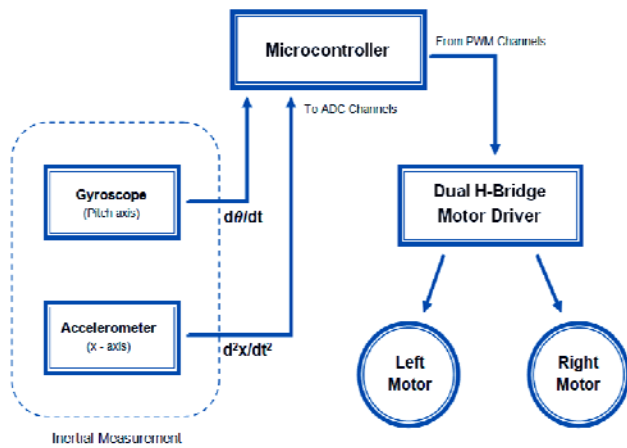 Microcontroller
From PWM Channels
To ADC Channels
Gyroscope
(Pitch axis)
dθ/dt
Dual H-Bridge
Motor Driver
Accelerometer
(x - axis)
d²x/dt²
Left
Motor
Right
Motor
Inertial Measurement